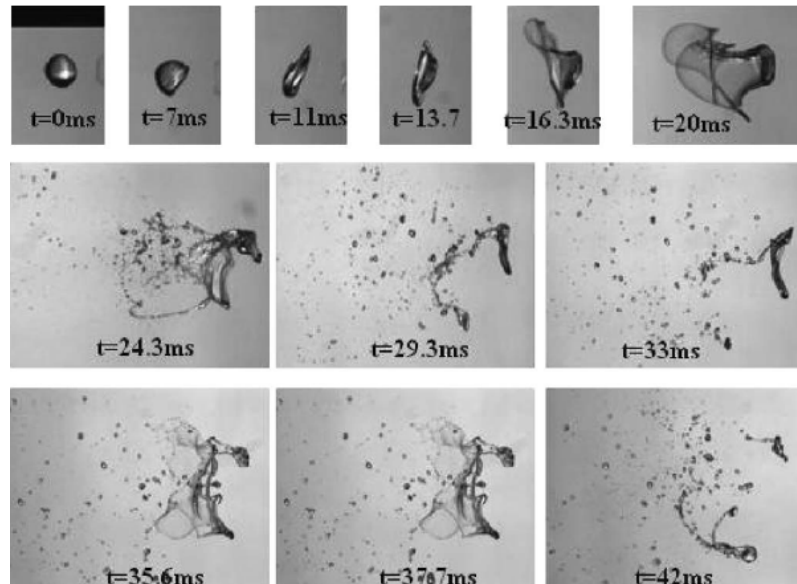 t=0ms
t=7ms
t=11ms
t=13.7
t=16.3ms
t=20ms
t=24.3ms
t=29.3ms
t=33ms
t=35.6ms
t=37.7ms
t=42ms